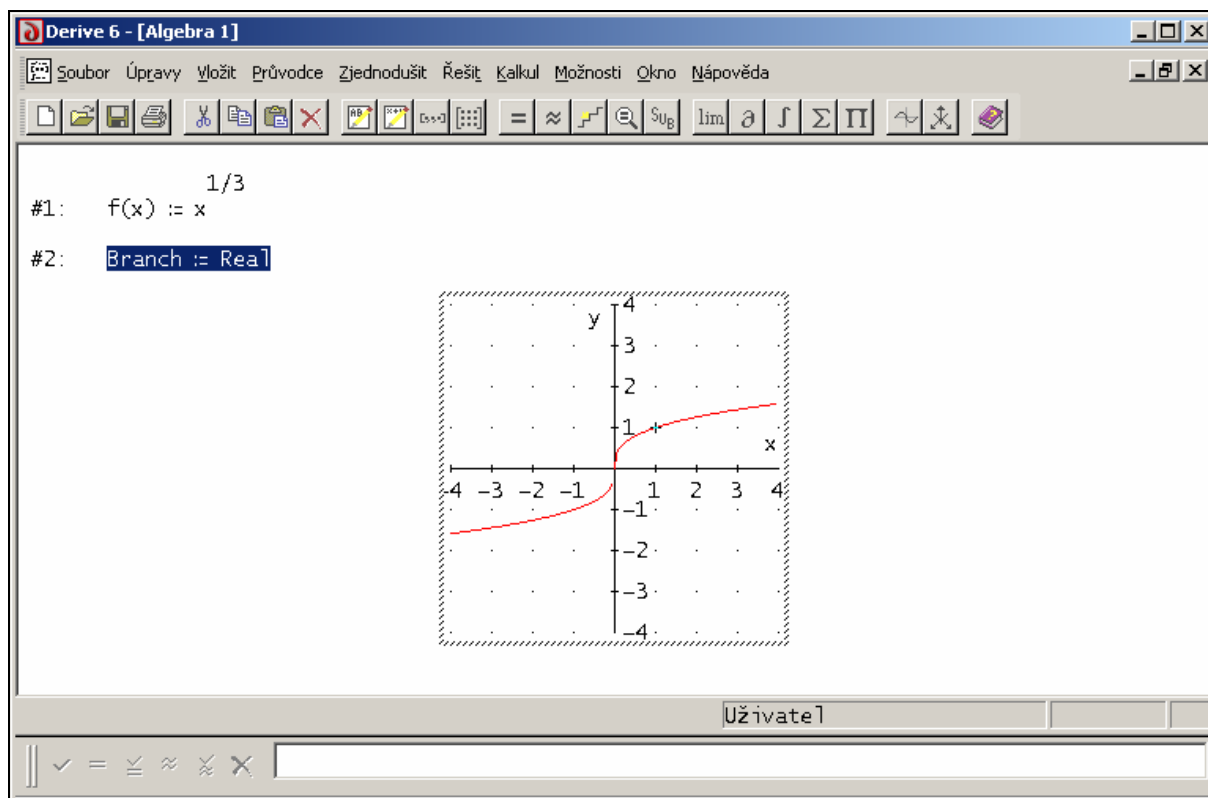 Derive 6 - [Algebra 1]
Soubor Úpravy Vložit Průvodce Zjednodušit Řešit Kalkul Možnosti Okno Nápověda
= ≈ SUB lim ∂ ∫ Σ Π
1/3
#1: f(x) := x
#2: Branch := Real
4
y
3
2
1
x
-4 -3 -2 -1 1 2 3 4
-1
-2
-3
-4
Uživatel